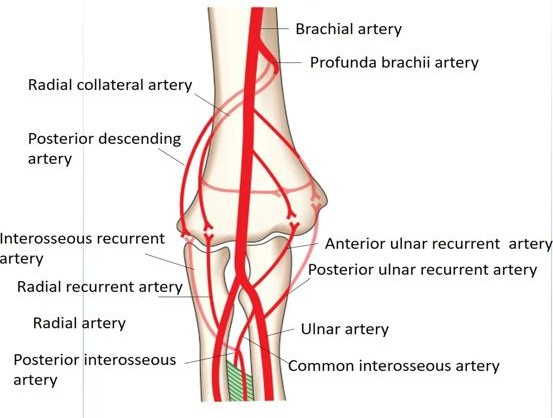 Brachial artery
Profunda brachii artery
Radial collateral artery
Posterior descending
artery
Interosseous recurrent
artery
Anterior ulnar recurrent  artery
Posterior ulnar recurrent artery
Radial recurrent artery
Radial artery
Ulnar artery
Posterior interosseous
artery
Common interosseous artery